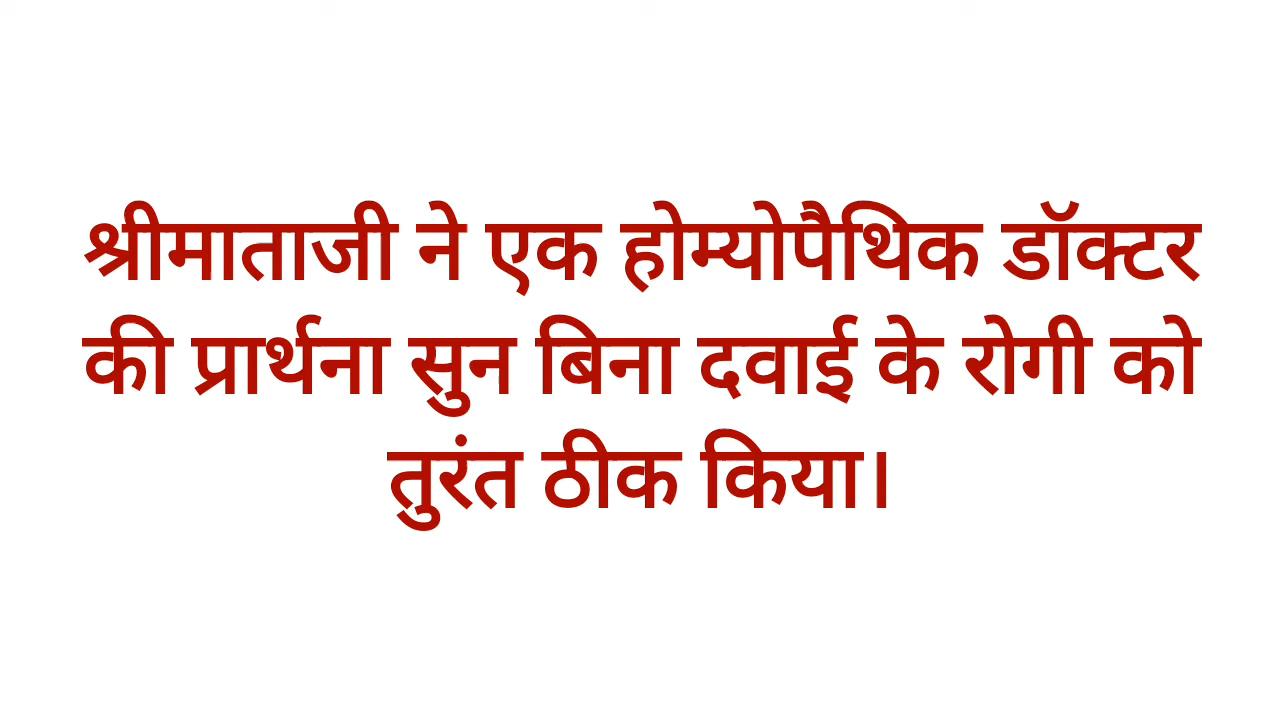 श्रीमाताजी ने एक होम्योपैथिक डॉक्टर
की प्रार्थना सुन बिना दवाई के रोगी को
तुरंत ठीक किया।